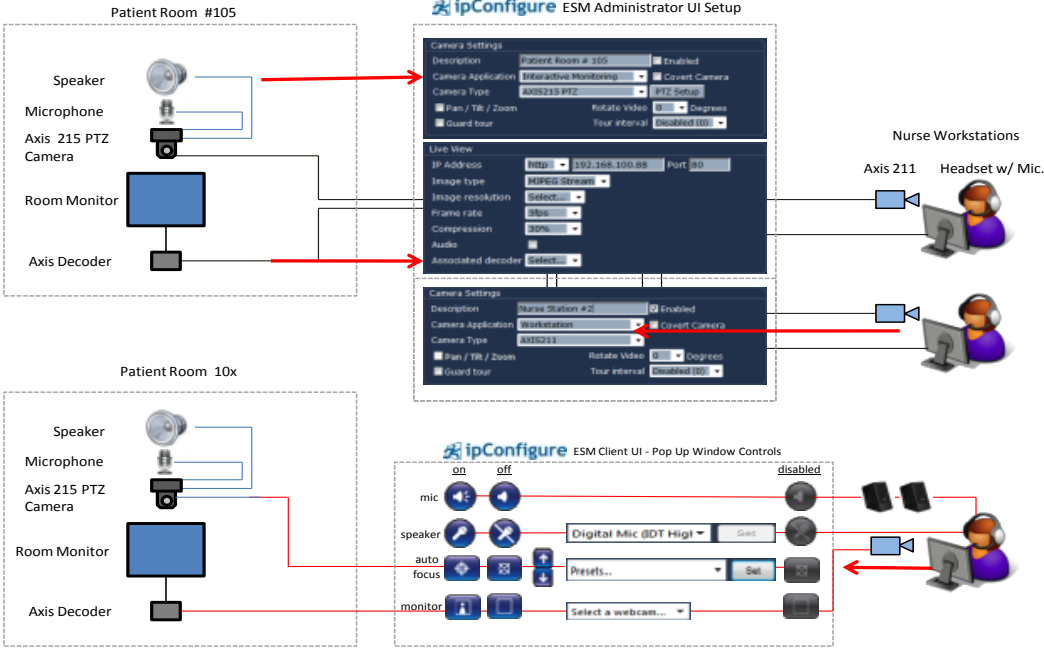 Patient Room #105
ipConfigure ESM Administrator UI Setup
Speaker
Microphone
Axis 215 PTZ
Camera
Room Monitor
Axis Decoder
Camera Settings
Description Patient Room # 105 Enabled
Camera Application Interactive Monitoring Covert Camera
Camera Type AXIS215 PTZ PTZ Setup
Pan / Tilt / Zoom Rotate Video 0 Degrees
Guard tour Tour interval Disabled (0)
Live View
IP Address http 192.168.100.88 Port 80
Image type MJPEG Stream
Image resolution Select...
Frame rate 5fps
Compression 30%
Audio
Associated decoder Select...
Camera Settings
Description Nurse Station #2 Enabled
Camera Application Workstation Covert Camera
Camera Type AXIS211
Pan / Tilt / Zoom Rotate Video 0 Degrees
Guard tour Tour interval Disabled (0)
Nurse Workstations
Axis 211 Headset w/ Mic.
Patient Room 10x
Speaker
Microphone
Axis 215 PTZ
Camera
Room Monitor
Axis Decoder
ipConfigure ESM Client UI - Pop Up Window Controls
on off disabled
mic
speaker Digital Mic (IDT Higl Set
auto
focus Presets... Set
monitor Select a webcam...